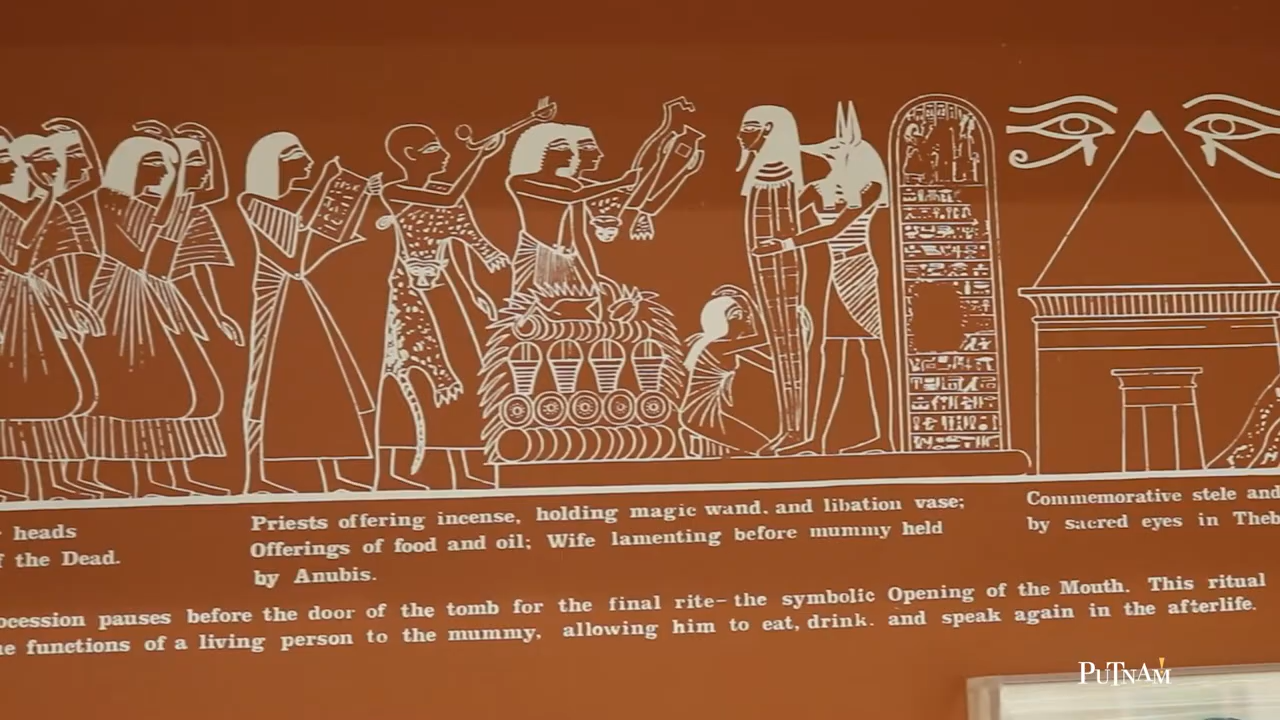 heads
the Dead.
Priests offering incense, holding magic wand. and libation vase;
Offerings of food and oil; Wife lamenting before mummy held
by Anubis.
Commemorative stele and
by sacred eyes in
pauses before the door of the tomb for the final rite- the symbolic Opening of the Mouth. This ritual
functions of a living person to the mummy, allowing him to eat, drink. and speak again in the afterlife.
PUTNAM